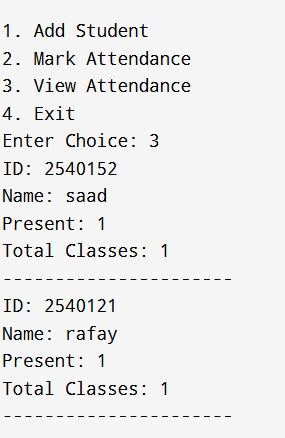 1. Add Student
2. Mark Attendance
3. View Attendance
4. Exit
Enter Choice: 3
ID: 2540152
Name: saad
Present: 1
Total Classes: 1
----------------------
ID: 2540121
Name: rafay
Present: 1
Total Classes: 1
----------------------